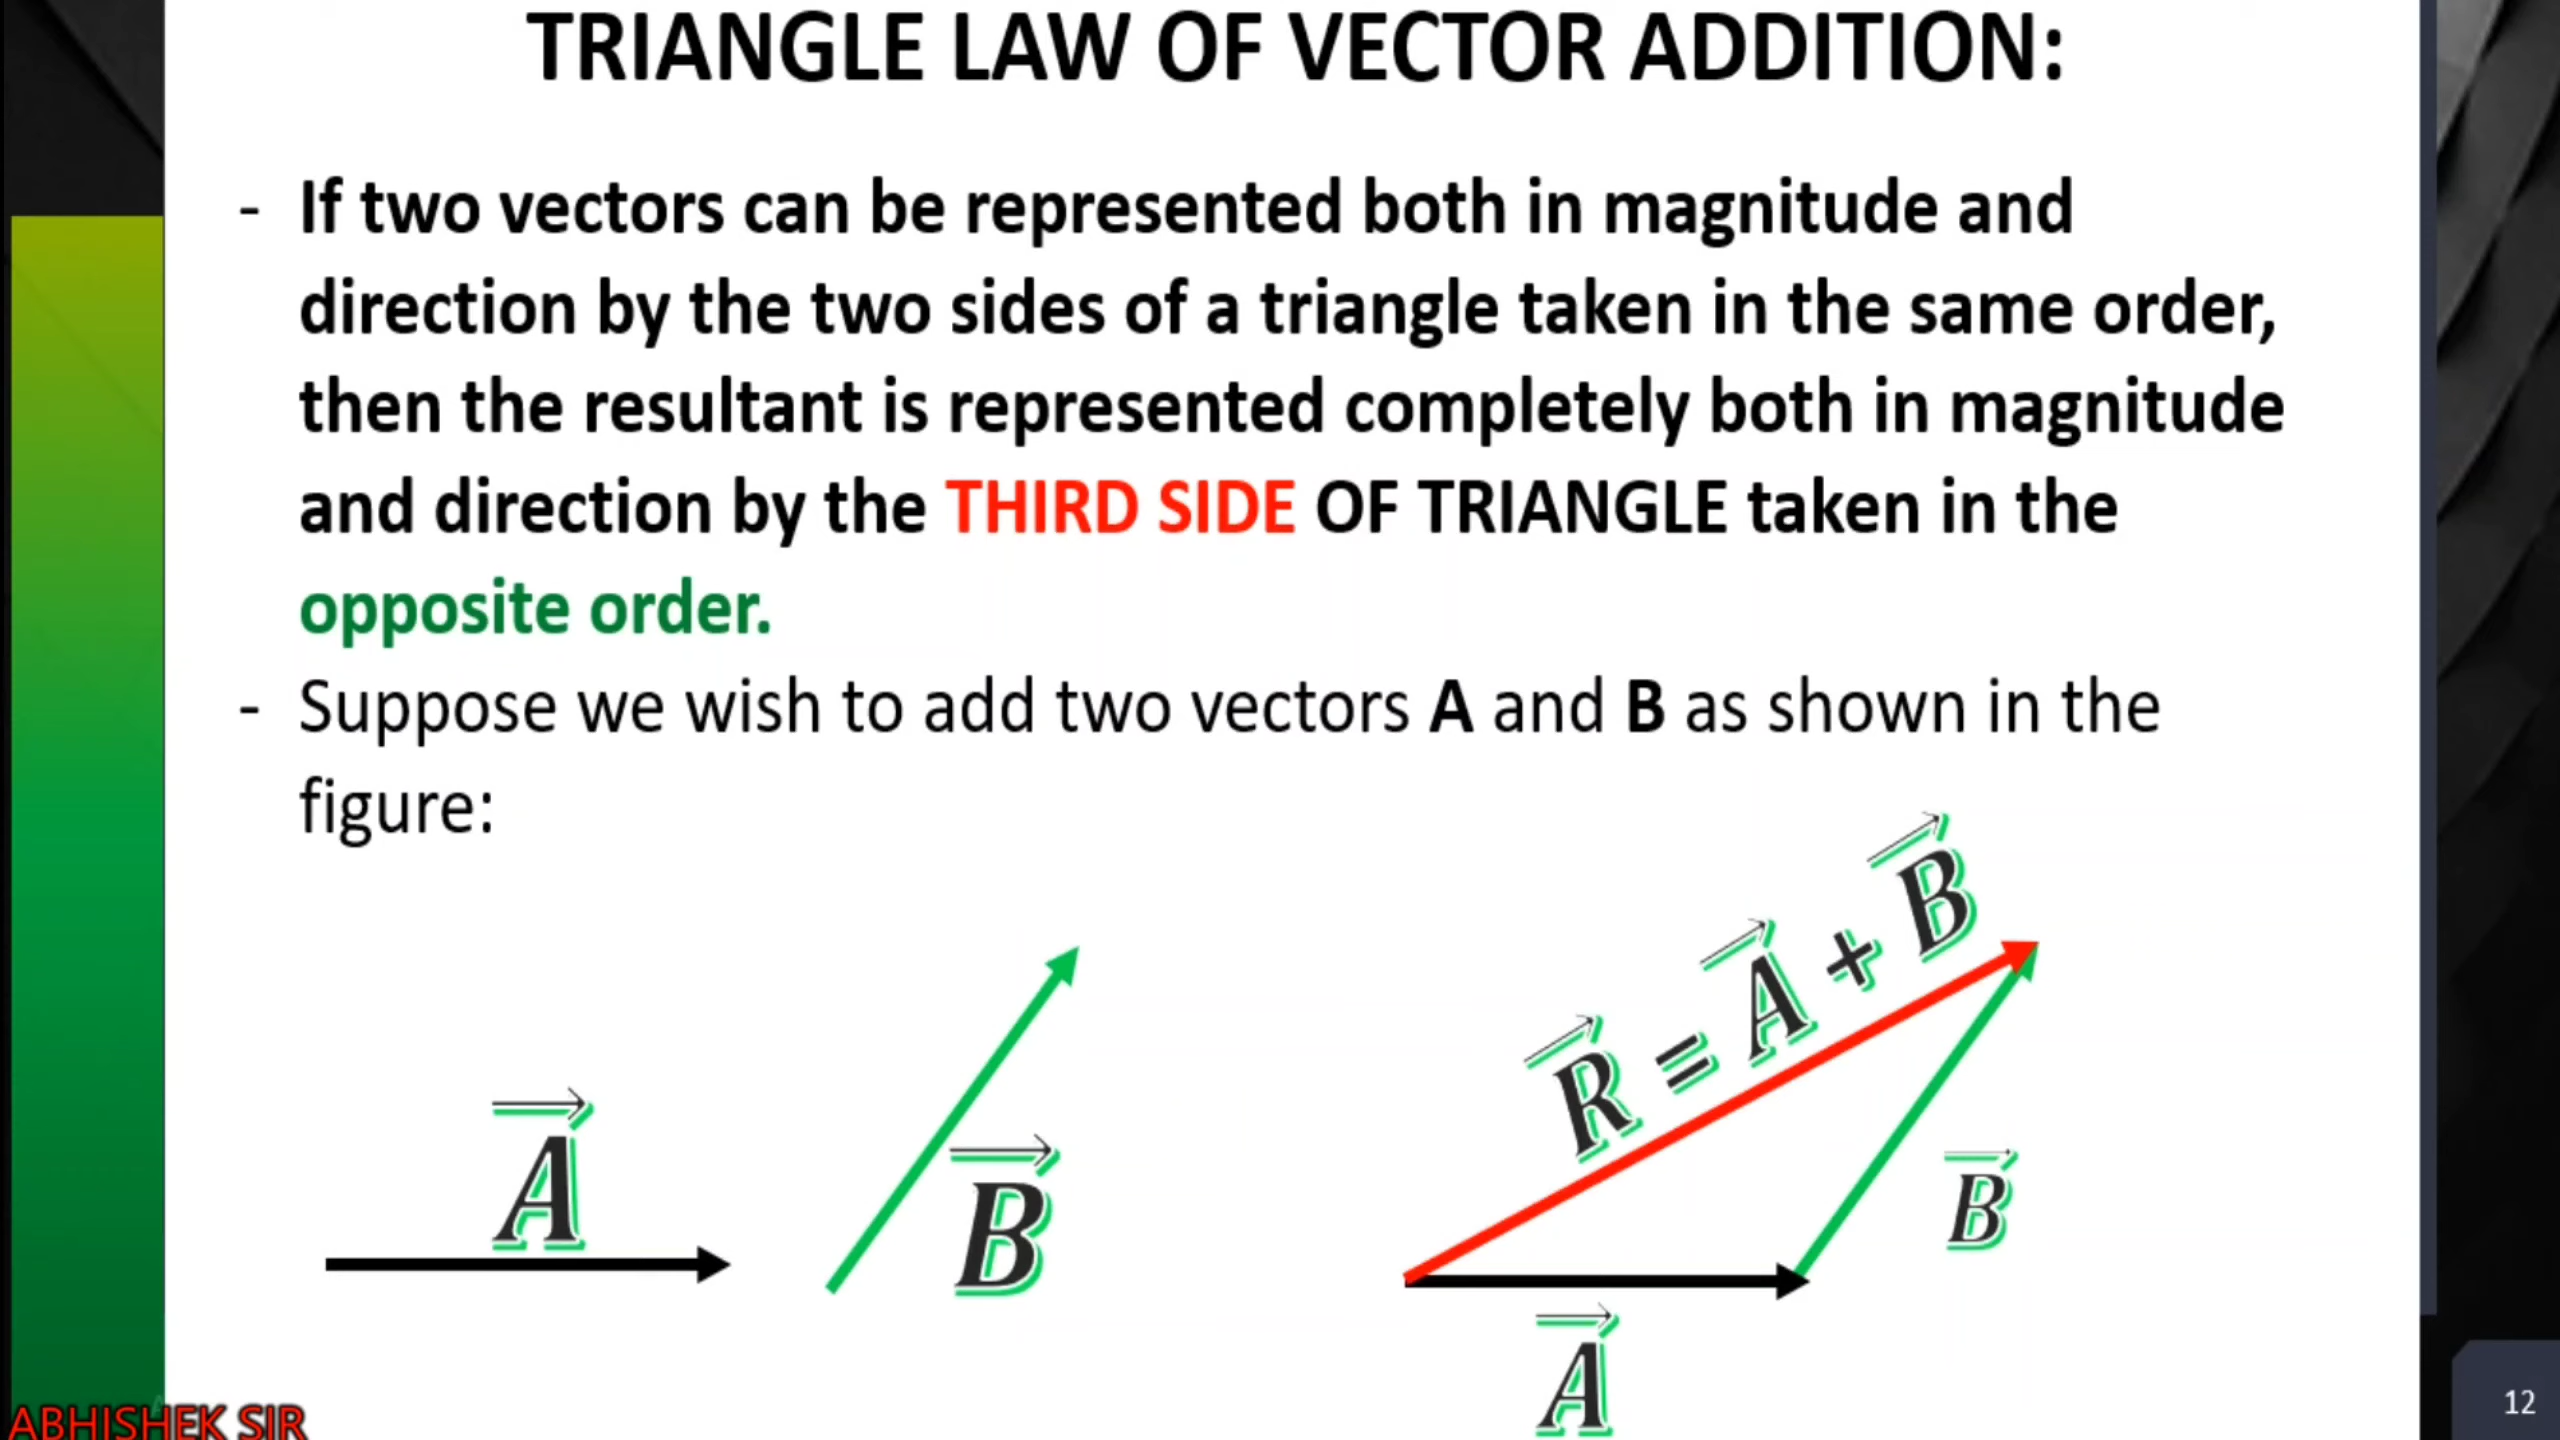 TRIANGLE LAW OF VECTOR ADDITION:
- If two vectors can be represented both in magnitude and
direction by the two sides of a triangle taken in the same order,
then the resultant is represented completely both in magnitude
and direction by the THIRD SIDE OF TRIANGLE taken in the
opposite order.
- Suppose we wish to add two vectors A and B as shown in the
figure:
A⃗
B⃗
R⃗ = A⃗ + B⃗
B⃗
A⃗
ABHISHEK SIR
12